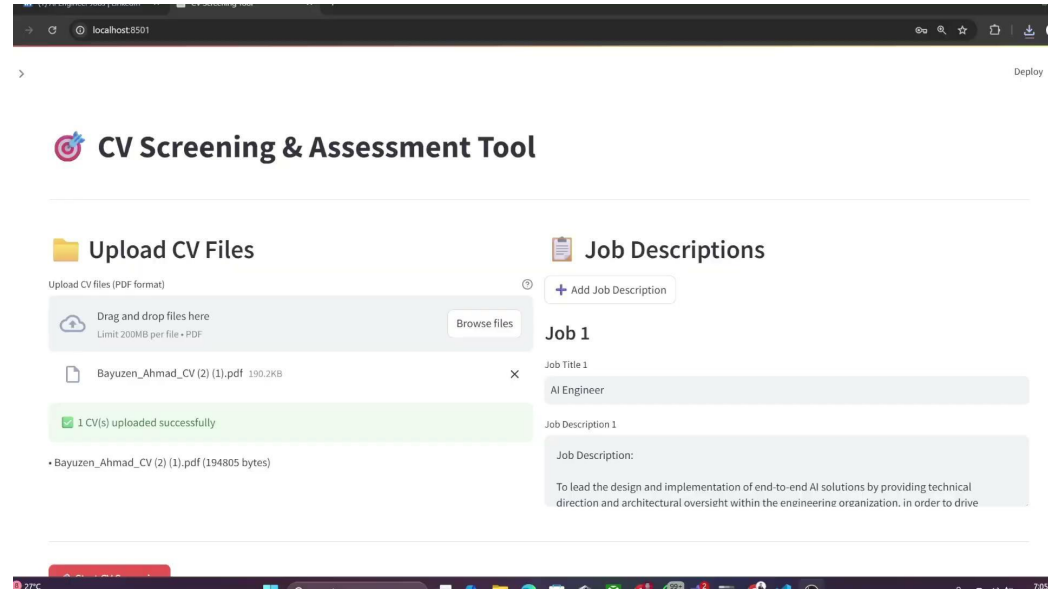 localhost:8501
Deploy
CV Screening & Assessment Tool
Upload CV Files
Upload CV files (PDF format)
Drag and drop files here
Limit 200MB per file • PDF
Browse files
Bayuzen_Ahmad_CV (2) (1).pdf 190.2KB
1 CV(s) uploaded successfully
• Bayuzen_Ahmad_CV (2) (1).pdf (194805 bytes)
Job Descriptions
Add Job Description
Job 1
Job Title 1
AI Engineer
Job Description 1
Job Description:
To lead the design and implementation of end-to-end AI solutions by providing technical
direction and architectural oversight within the engineering organization, in order to drive
27°C
99+
7:05